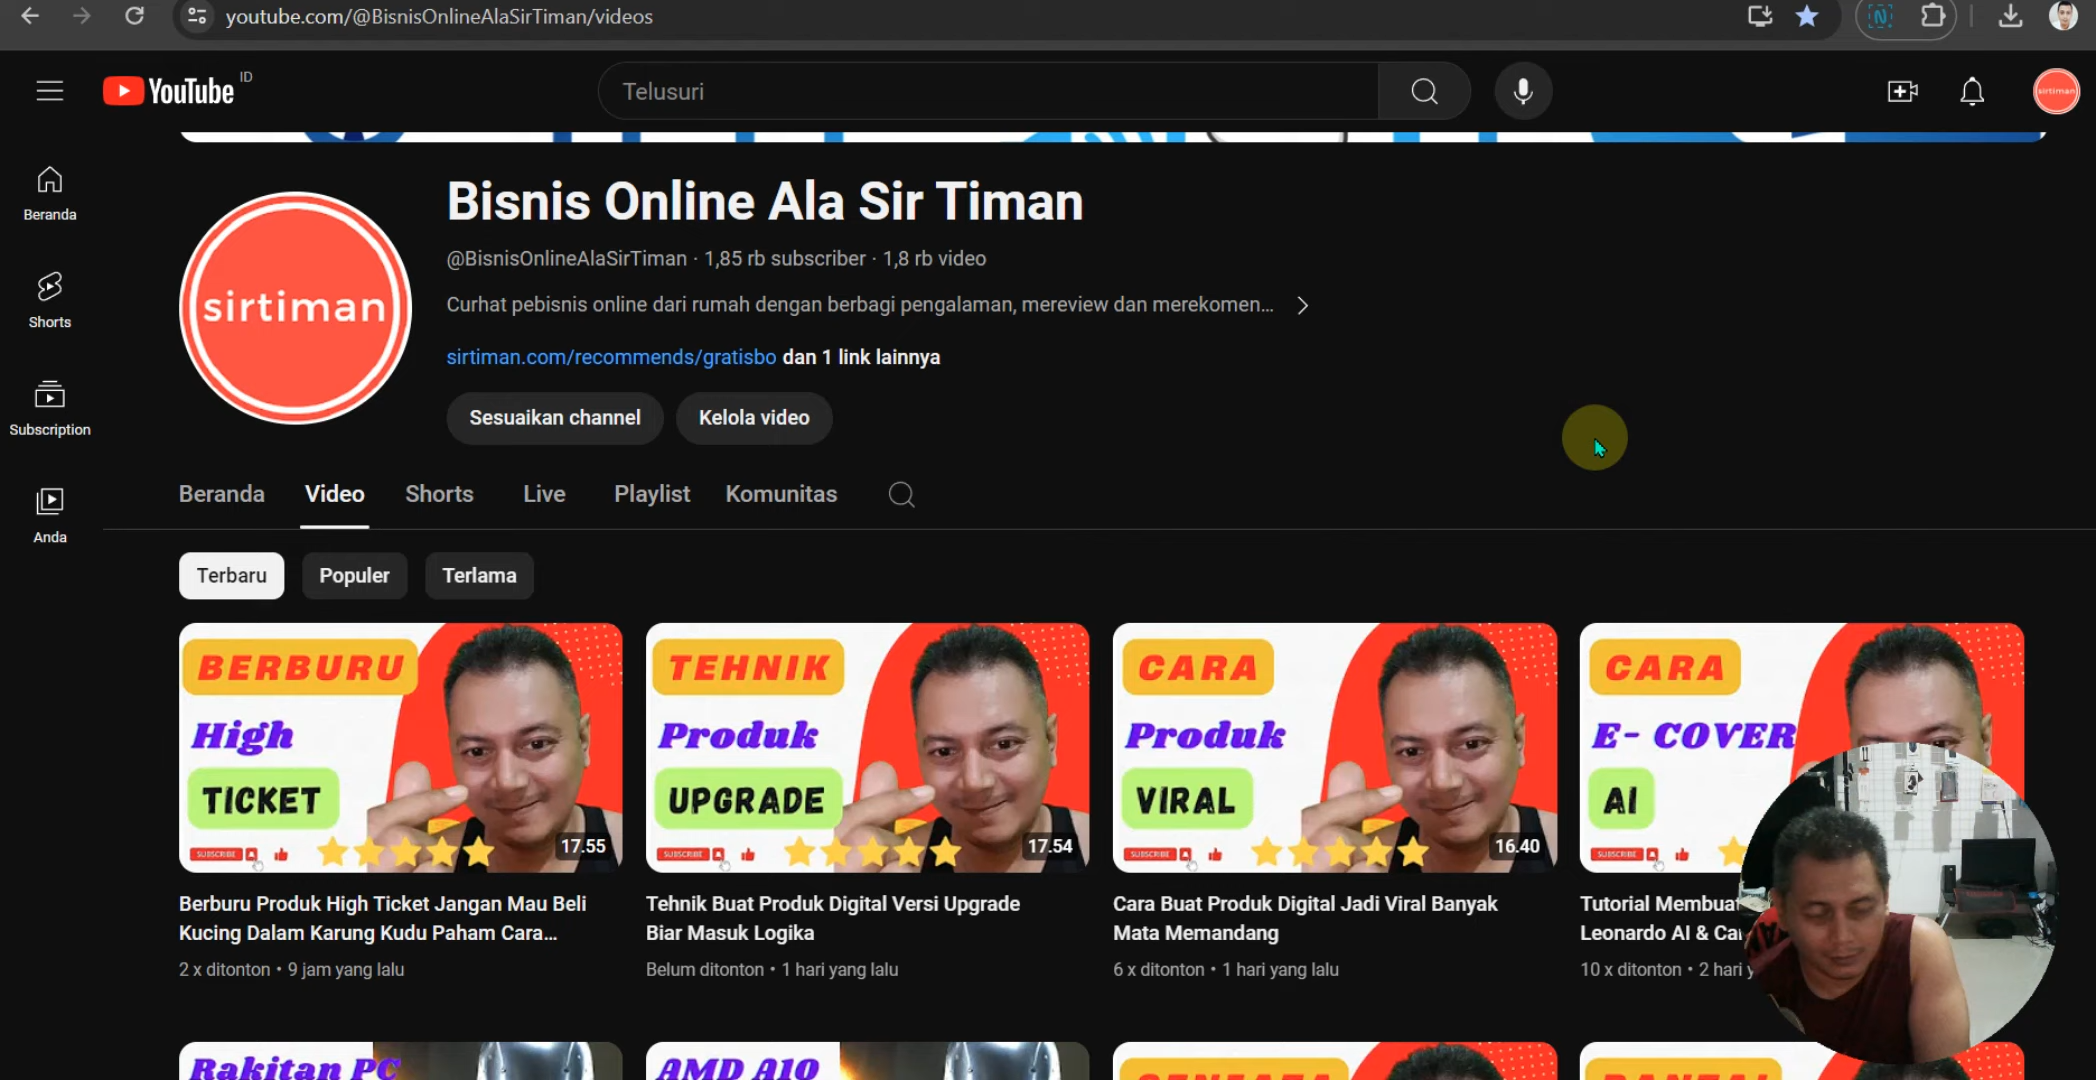 youtube.com/@BisnisOnlineAlaSirTiman/videos
YouTube ID
Telusuri
sirtiman
Beranda
Shorts
Subscription
Anda
sirtiman
Bisnis Online Ala Sir Timan
@BisnisOnlineAlaSirTiman · 1,85 rb subscriber · 1,8 rb video
Curhat pebisnis online dari rumah dengan berbagi pengalaman, mereview dan merekomen...
sirtiman.com/recommends/gratisbo dan 1 link lainnya
Sesuaikan channel Kelola video
Beranda Video Shorts Live Playlist Komunitas
Terbaru Populer Terlama
BERBURU
High
TICKET
SUBSCRIBE
17.55
Berburu Produk High Ticket Jangan Mau Beli
Kucing Dalam Karung Kudu Paham Cara...
2 x ditonton • 9 jam yang lalu
TEHNIK
Produk
UPGRADE
SUBSCRIBE
17.54
Tehnik Buat Produk Digital Versi Upgrade
Biar Masuk Logika
Belum ditonton • 1 hari yang lalu
CARA
Produk
VIRAL
SUBSCRIBE
16.40
Cara Buat Produk Digital Jadi Viral Banyak
Mata Memandang
6 x ditonton • 1 hari yang lalu
CARA
E- COVER
AI
SUBSCRIBE
Tutorial Membuat
Leonardo AI &
10 x ditonton • 2 hari
Rakitan PC
AMD A10